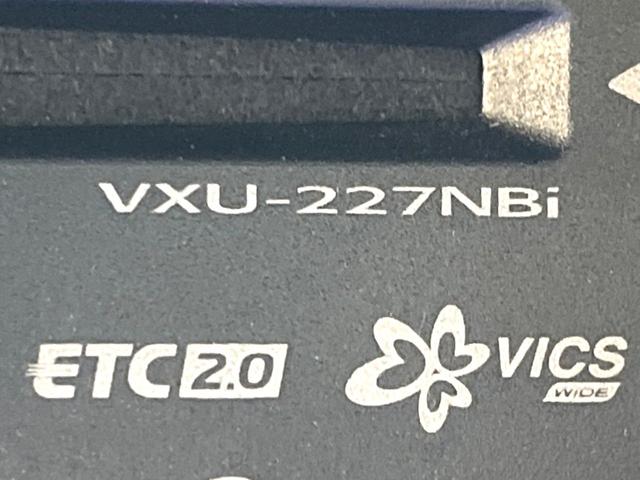 VXU-227NBi
ETC 2.0
VICS
WIDE